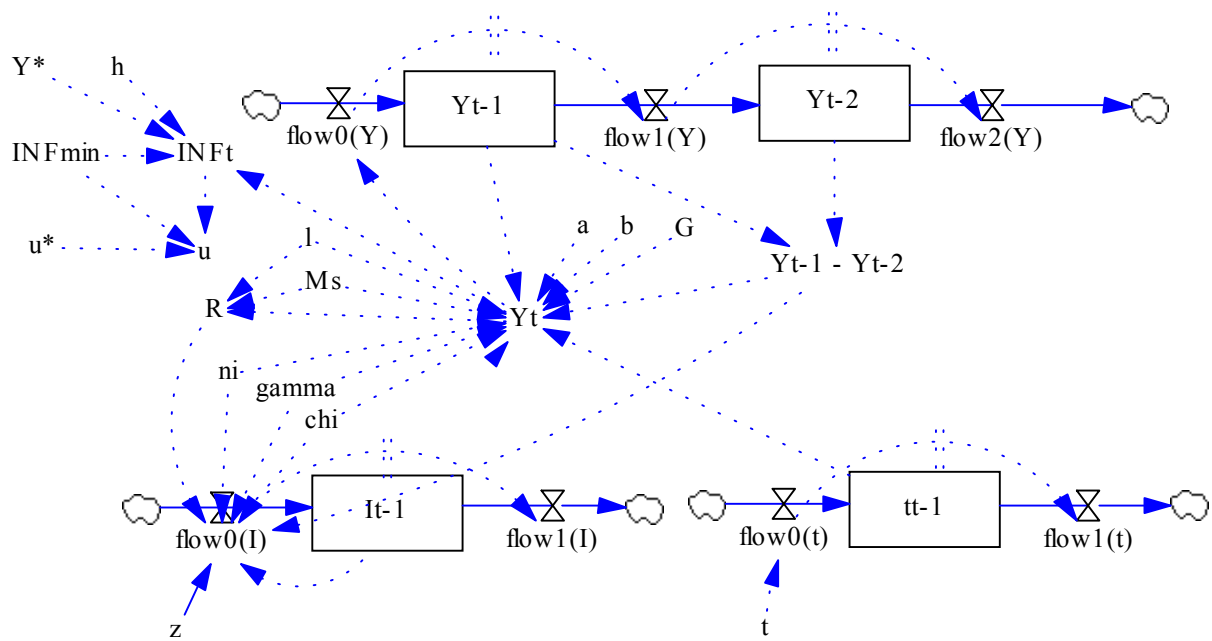 Y*
h
Yt-1
Yt-2
flow0(Y)
flow1(Y)
flow2(Y)
INFmin
INFt
u*
u
l
a
b
G
Yt-1 - Yt-2
Ms
R
Yt
ni
gamma
chi
It-1
tt-1
flow0(I)
flow1(I)
flow0(t)
flow1(t)
z
t